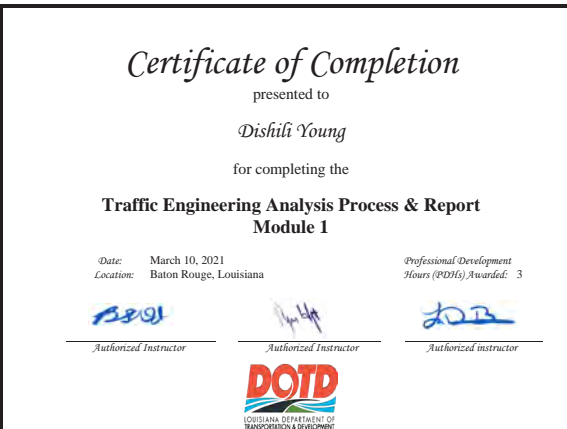 Certificate of Completion
presented to
Dishili Young
for completing the
Traffic Engineering Analysis Process & Report
Module 1
Date: March 10, 2021
Location: Baton Rouge, Louisiana
Professional Development
Hours (PDHs) Awarded: 3
Authorized Instructor
Authorized Instructor
Authorized instructor
DOTD
LOUISIANA DEPARTMENT OF
TRANSPORTATION & DEVELOPMENT